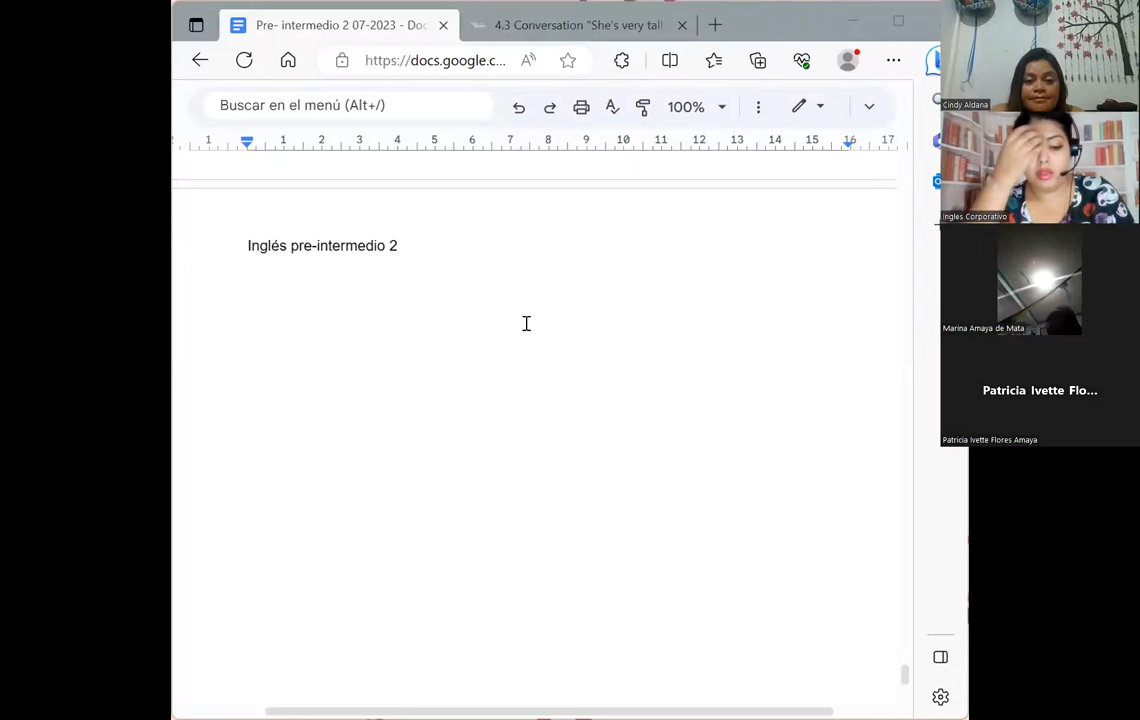 Pre- intermedio 2 07-2023 - Doc
4.3 Conversation "She's very tall
https://docs.google.c...
Buscar en el menú (Alt+/)
100%
1 1 2 3 4 5 6 7 8 9 10 11 12 13 14 15 16 17
Inglés pre-intermedio 2
Cindy Aldana
Ingles Corporativo
Marina Amaya de Mata
Patricia Ivette Flo...
Patricia Ivette Flores Amaya